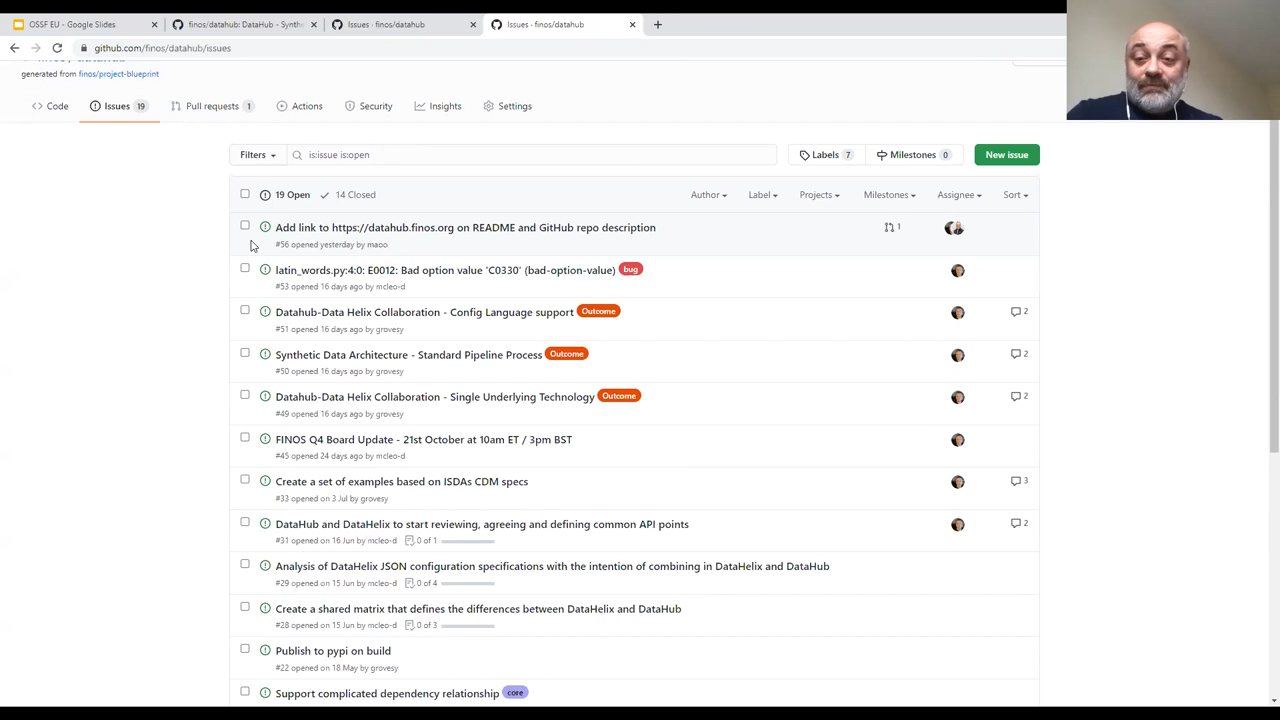 OSSF EU - Google Slides
finos/datahub: DataHub - Synthe
Issues · finos/datahub
Issues · finos/datahub
github.com/finos/datahub/issues
generated from finos/project-blueprint
Code
Issues 19
Pull requests 1
Actions
Security
Insights
Settings
Filters
is:issue is:open
Labels 7
Milestones 0
New issue
19 Open
14 Closed
Author
Label
Projects
Milestones
Assignee
Sort
Add link to https://datahub.finos.org on README and GitHub repo description
1
#56 opened yesterday by maoo
latin_words.py:4:0: E0012: Bad option value 'C0330' (bad-option-value) bug
#53 opened 16 days ago by mcleo-d
Datahub-Data Helix Collaboration - Config Language support Outcome
2
#51 opened 16 days ago by grovesy
Synthetic Data Architecture - Standard Pipeline Process Outcome
2
#50 opened 16 days ago by grovesy
Datahub-Data Helix Collaboration - Single Underlying Technology Outcome
2
#49 opened 16 days ago by grovesy
FINOS Q4 Board Update - 21st October at 10am ET / 3pm BST
#45 opened 24 days ago by mcleo-d
Create a set of examples based on ISDAs CDM specs
3
#33 opened on 3 Jul by grovesy
DataHub and DataHelix to start reviewing, agreeing and defining common API points
2
#31 opened on 16 Jun by mcleo-d 0 of 1
Analysis of DataHelix JSON configuration specifications with the intention of combining in DataHelix and DataHub
#29 opened on 15 Jun by mcleo-d 0 of 4
Create a shared matrix that defines the differences between DataHelix and DataHub
#28 opened on 15 Jun by mcleo-d 0 of 3
Publish to pypi on build
#22 opened on 18 May by grovesy
Support complicated dependency relationship core